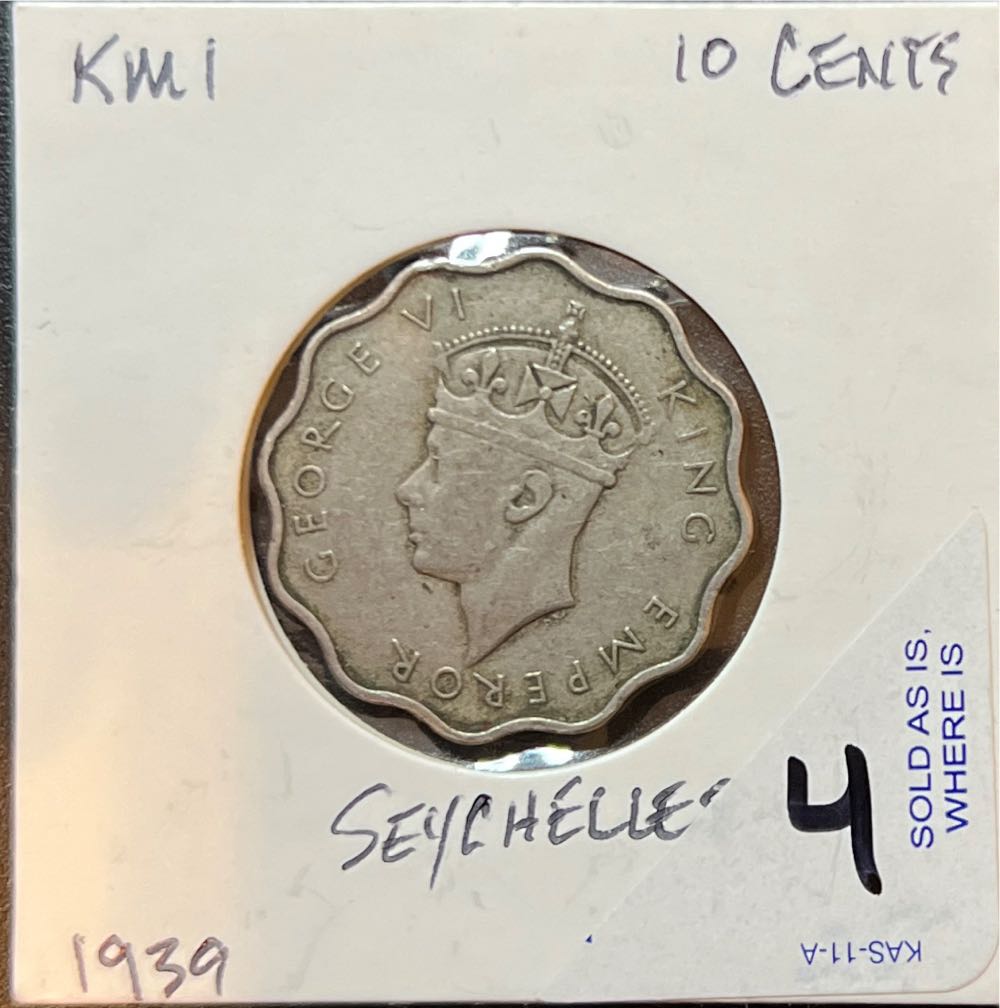 KM 1
10 CENTS
GEORGE VI KING EMPEROR
SEYCHELLES
1939
SOLD AS IS,
WHERE IS
4
KAS-11-A